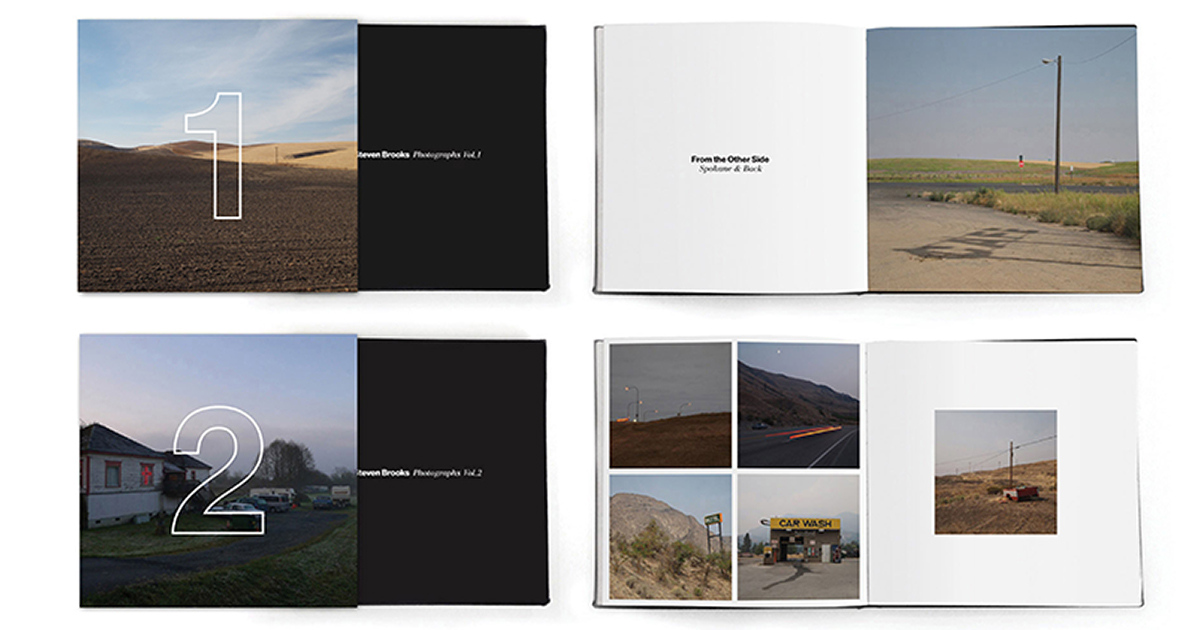 1
Steven Brooks Photographs Vol.1
From the Other Side
Spokane & Back
2
Steven Brooks Photographs Vol.2
CAR WASH